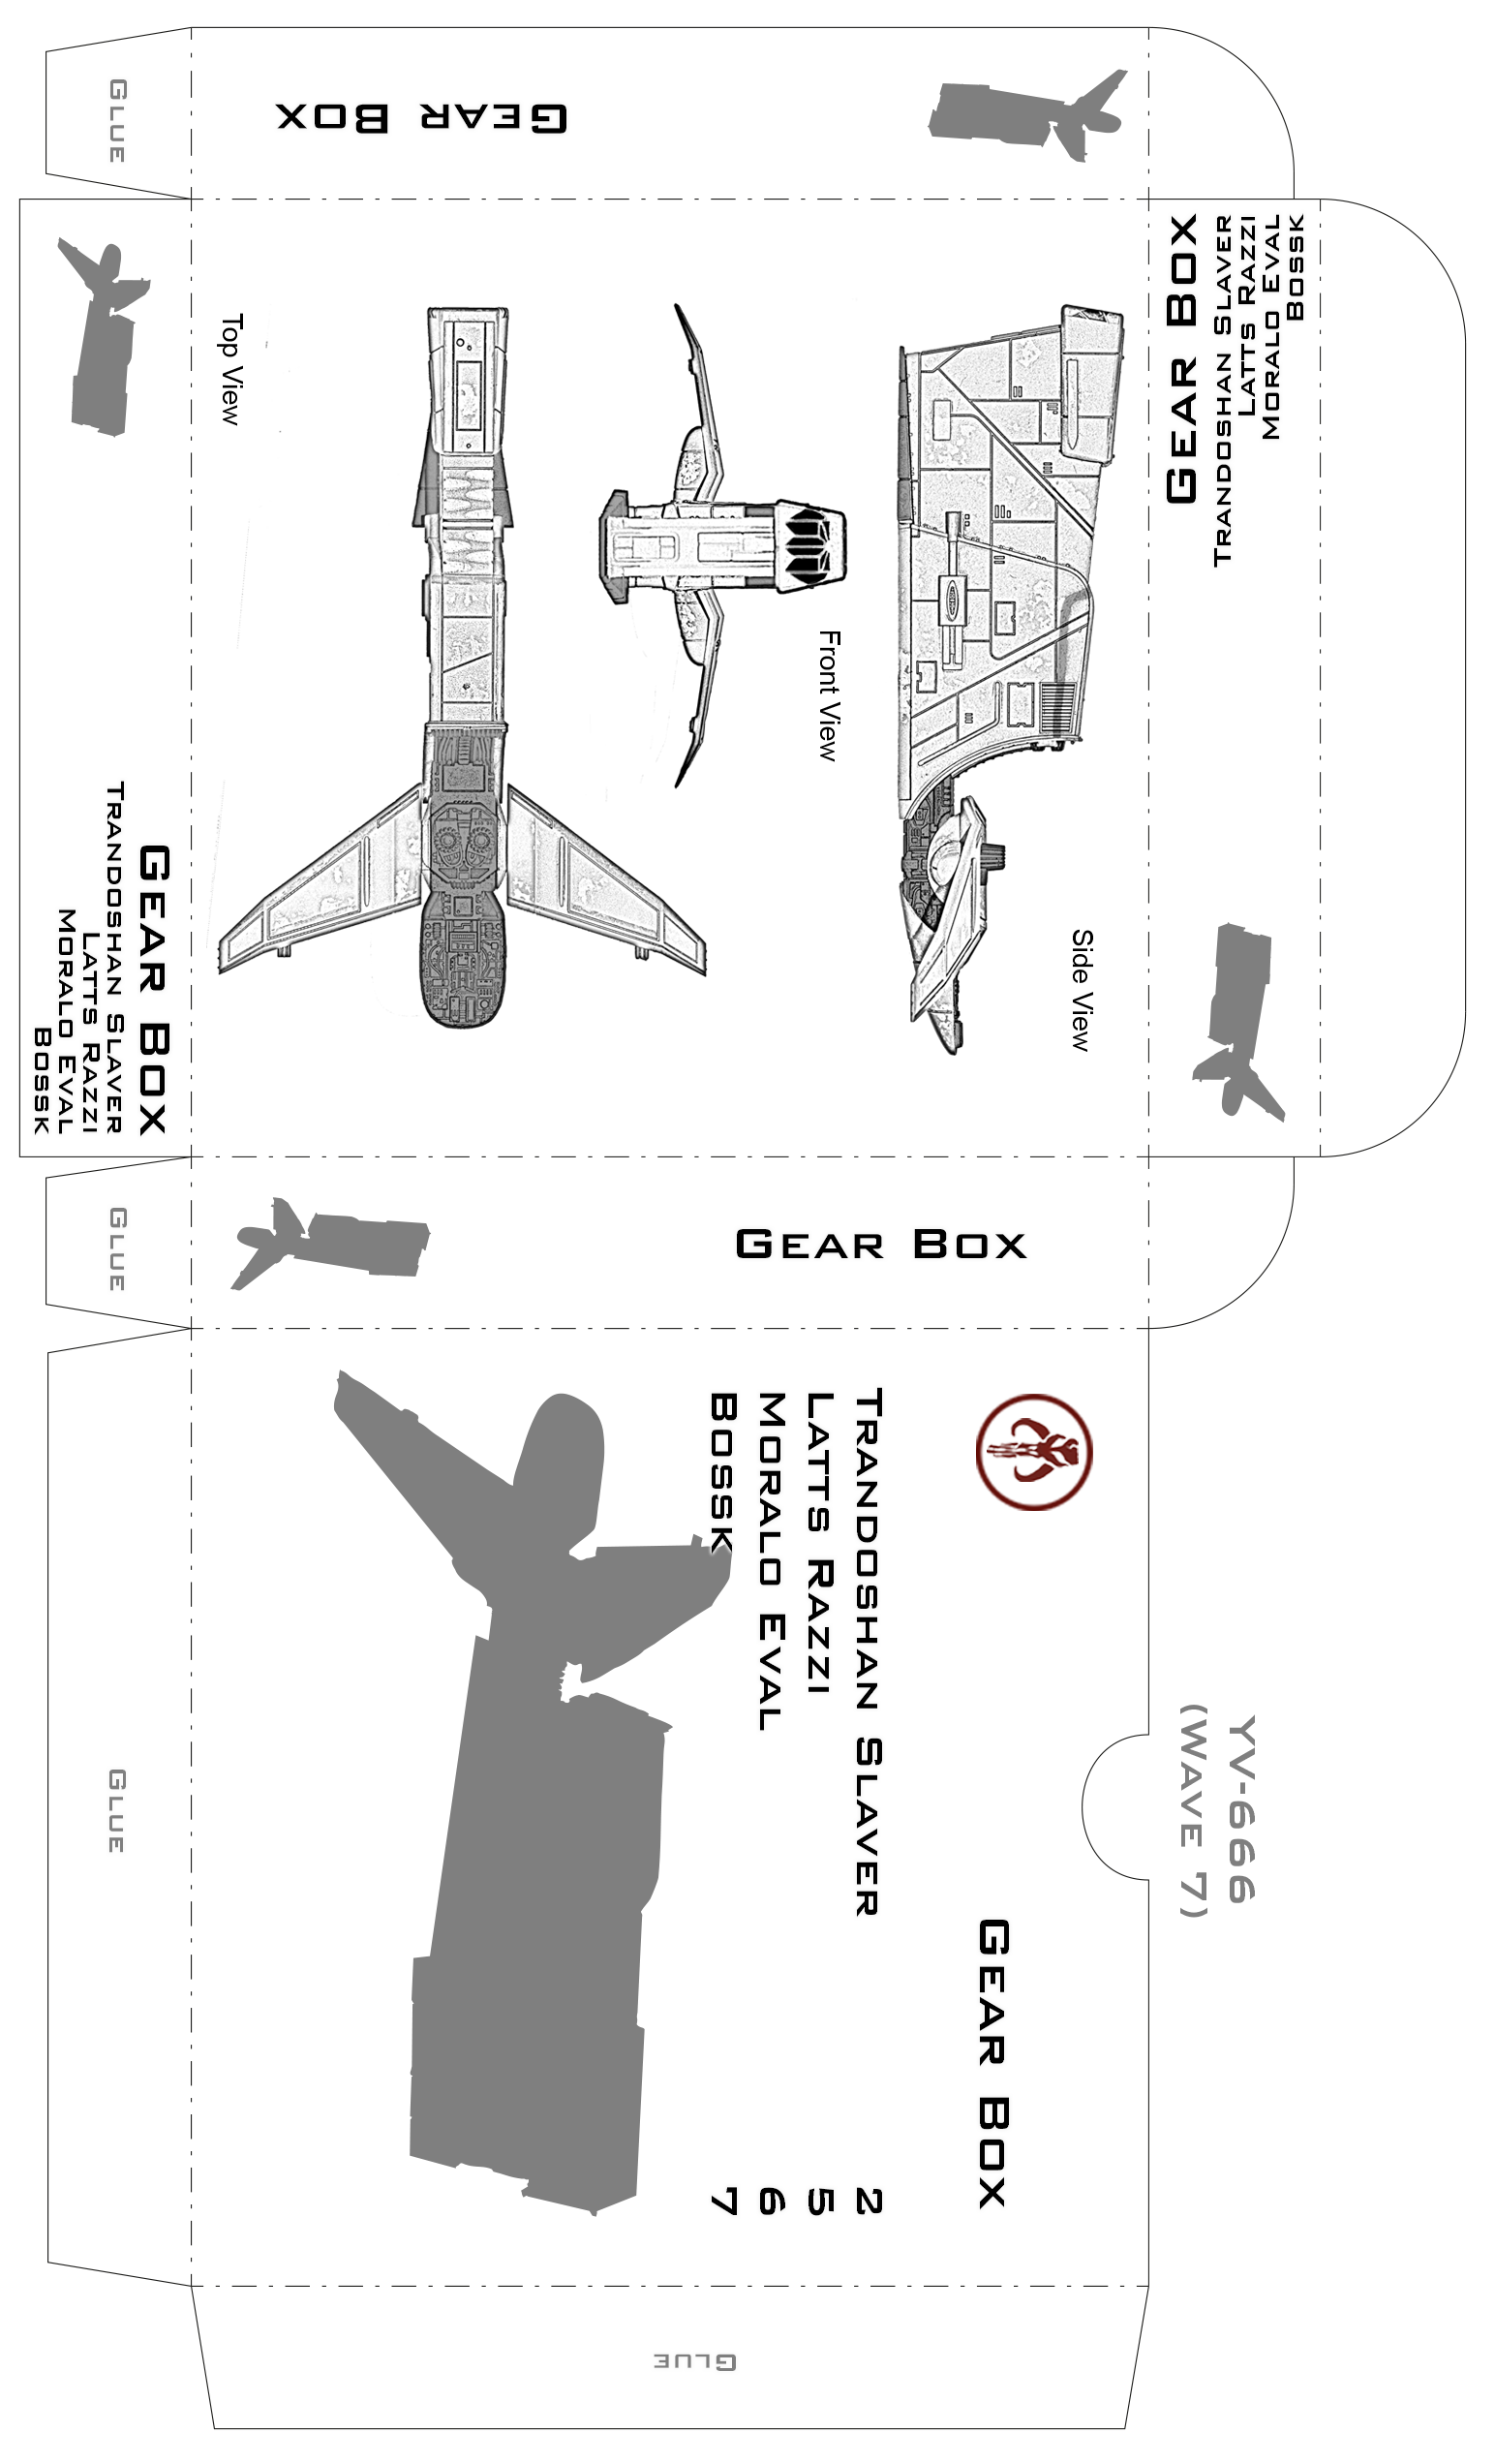 Glue
Gear Box
Gear Box
Trandoshan Slaver
Latts Razzi
Moralo Eval
Bossk
Top View
Front View
Side View
Gear Box
Trandoshan Slaver
Latts Razzi
Moralo Eval
Bossk
Glue
Gear Box
Gear Box
Trandoshan Slaver 2
Latts Razzi 5
Moralo Eval 6
Bossk 7
YV-666
(Wave 7)
Glue
Glue